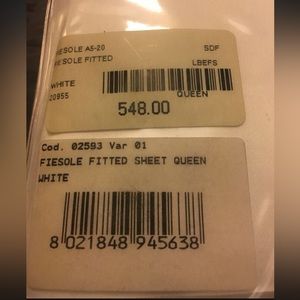 FIESOLE A5-20 SDF
FIESOLE FITTED LBEFS
WHITE
20955 QUEEN
548.00
Cod. 02593 Var 01
FIESOLE FITTED SHEET QUEEN
WHITE
8 021848 945638